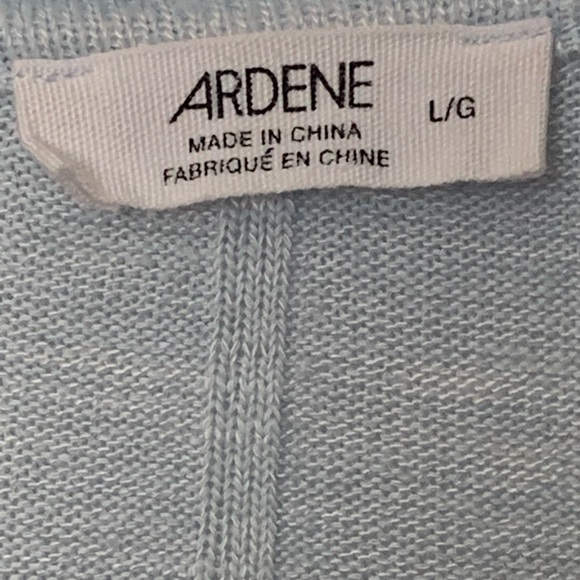 ARDENE L/G
MADE IN CHINA
FABRIQUÉ EN CHINE